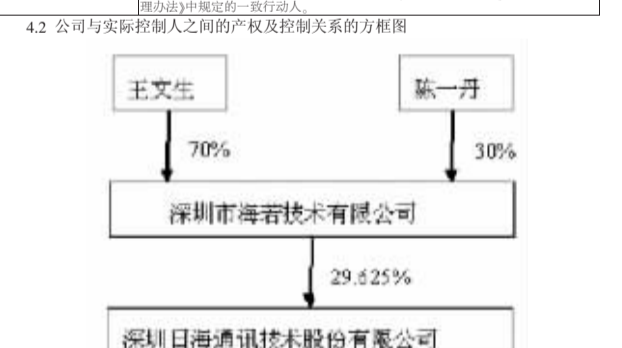 理办法》中规定的一致行动人。
4.2 公司与实际控制人之间的产权及控制关系的方框图
王文生
陈一丹
70%
30%
深圳市海若技术有限公司
29.625%
深圳日海通讯技术股份有限公司